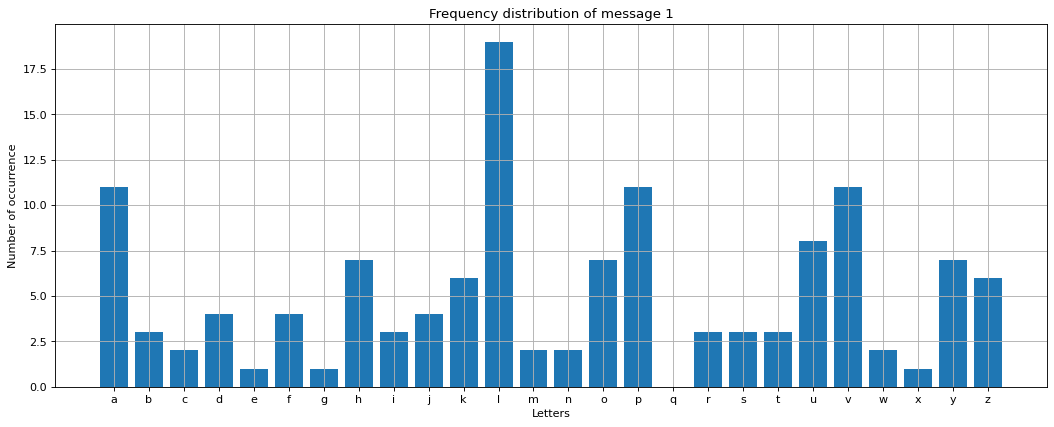 Frequency distribution of message 1
Number of occurrence
17.5
15.0
12.5
10.0
7.5
5.0
2.5
0.0
a b c d e f g h i j k l m n o p q r s t u v w x y z
Letters